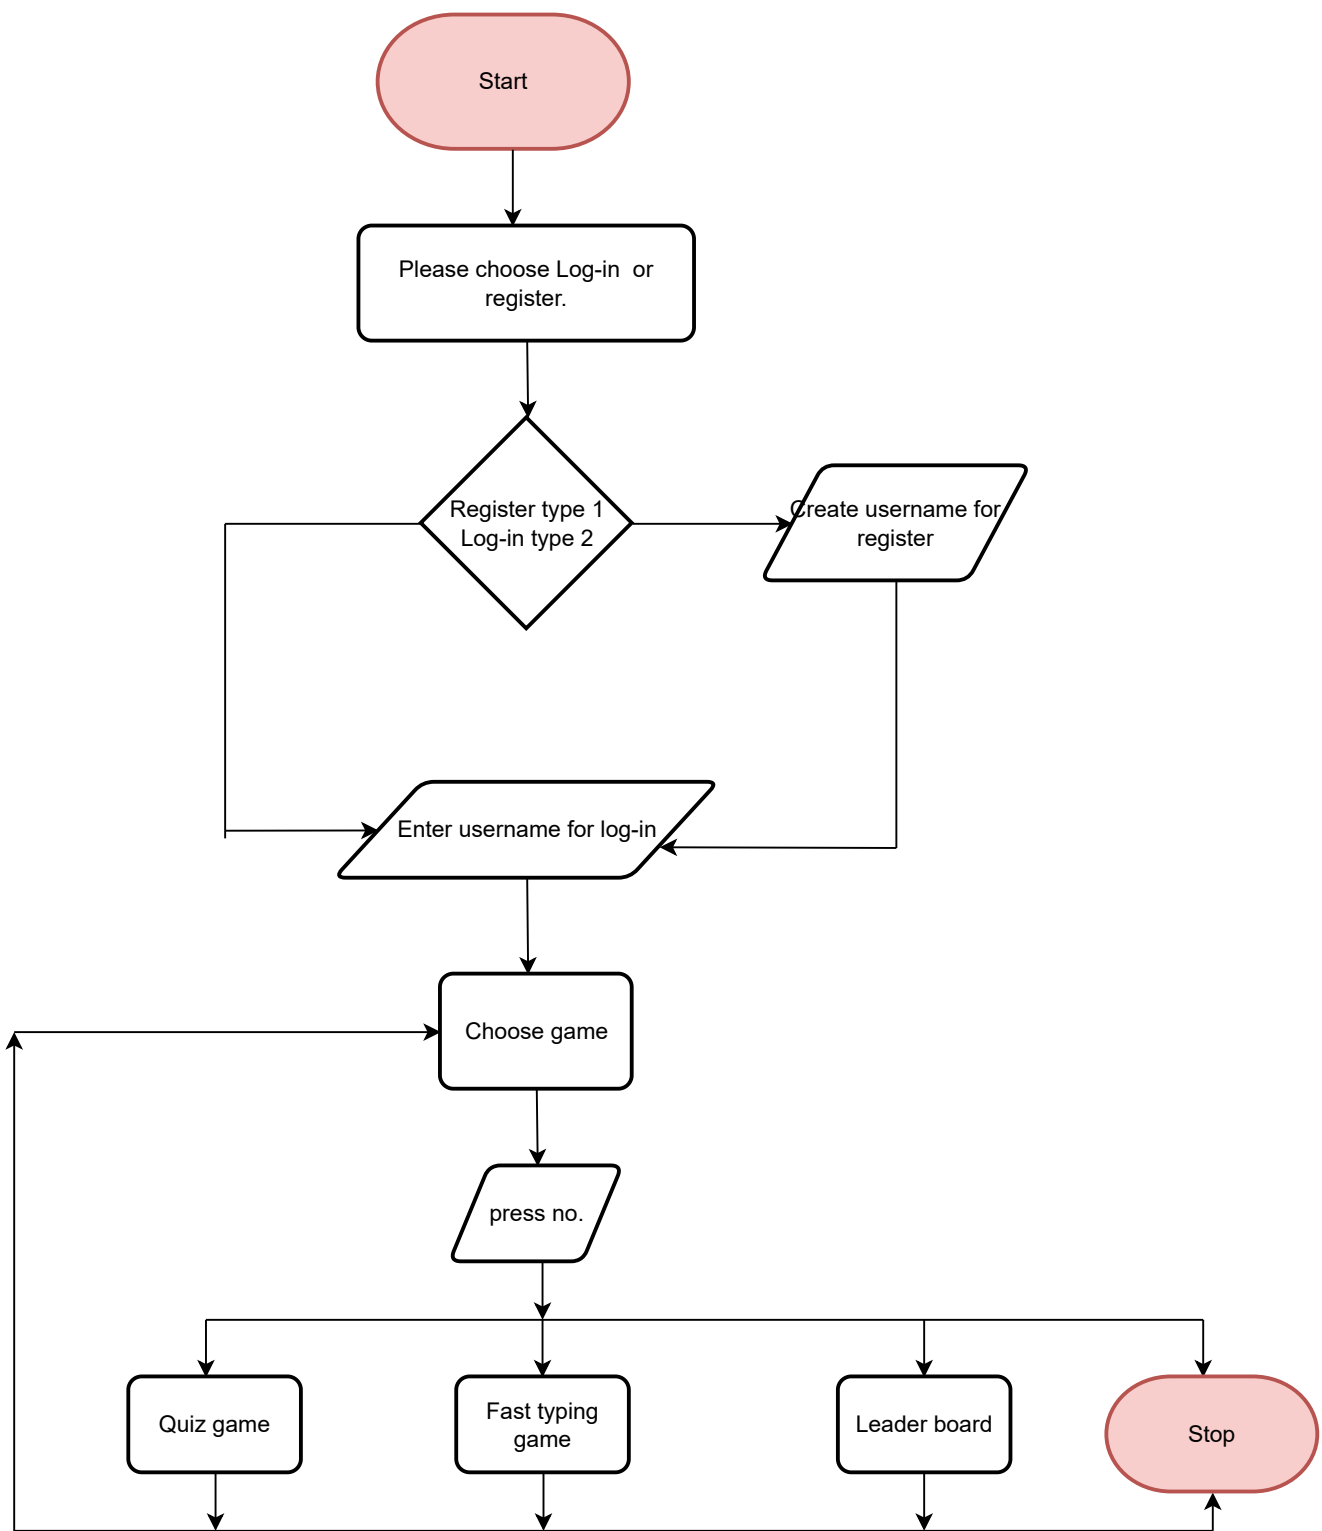 Start
Please choose Log-in  or
register.
Register type 1
Log-in type 2
Create username for
register
Enter username for log-in
Choose game
press no.
Quiz game
Fast typing
game
Leader board
Stop